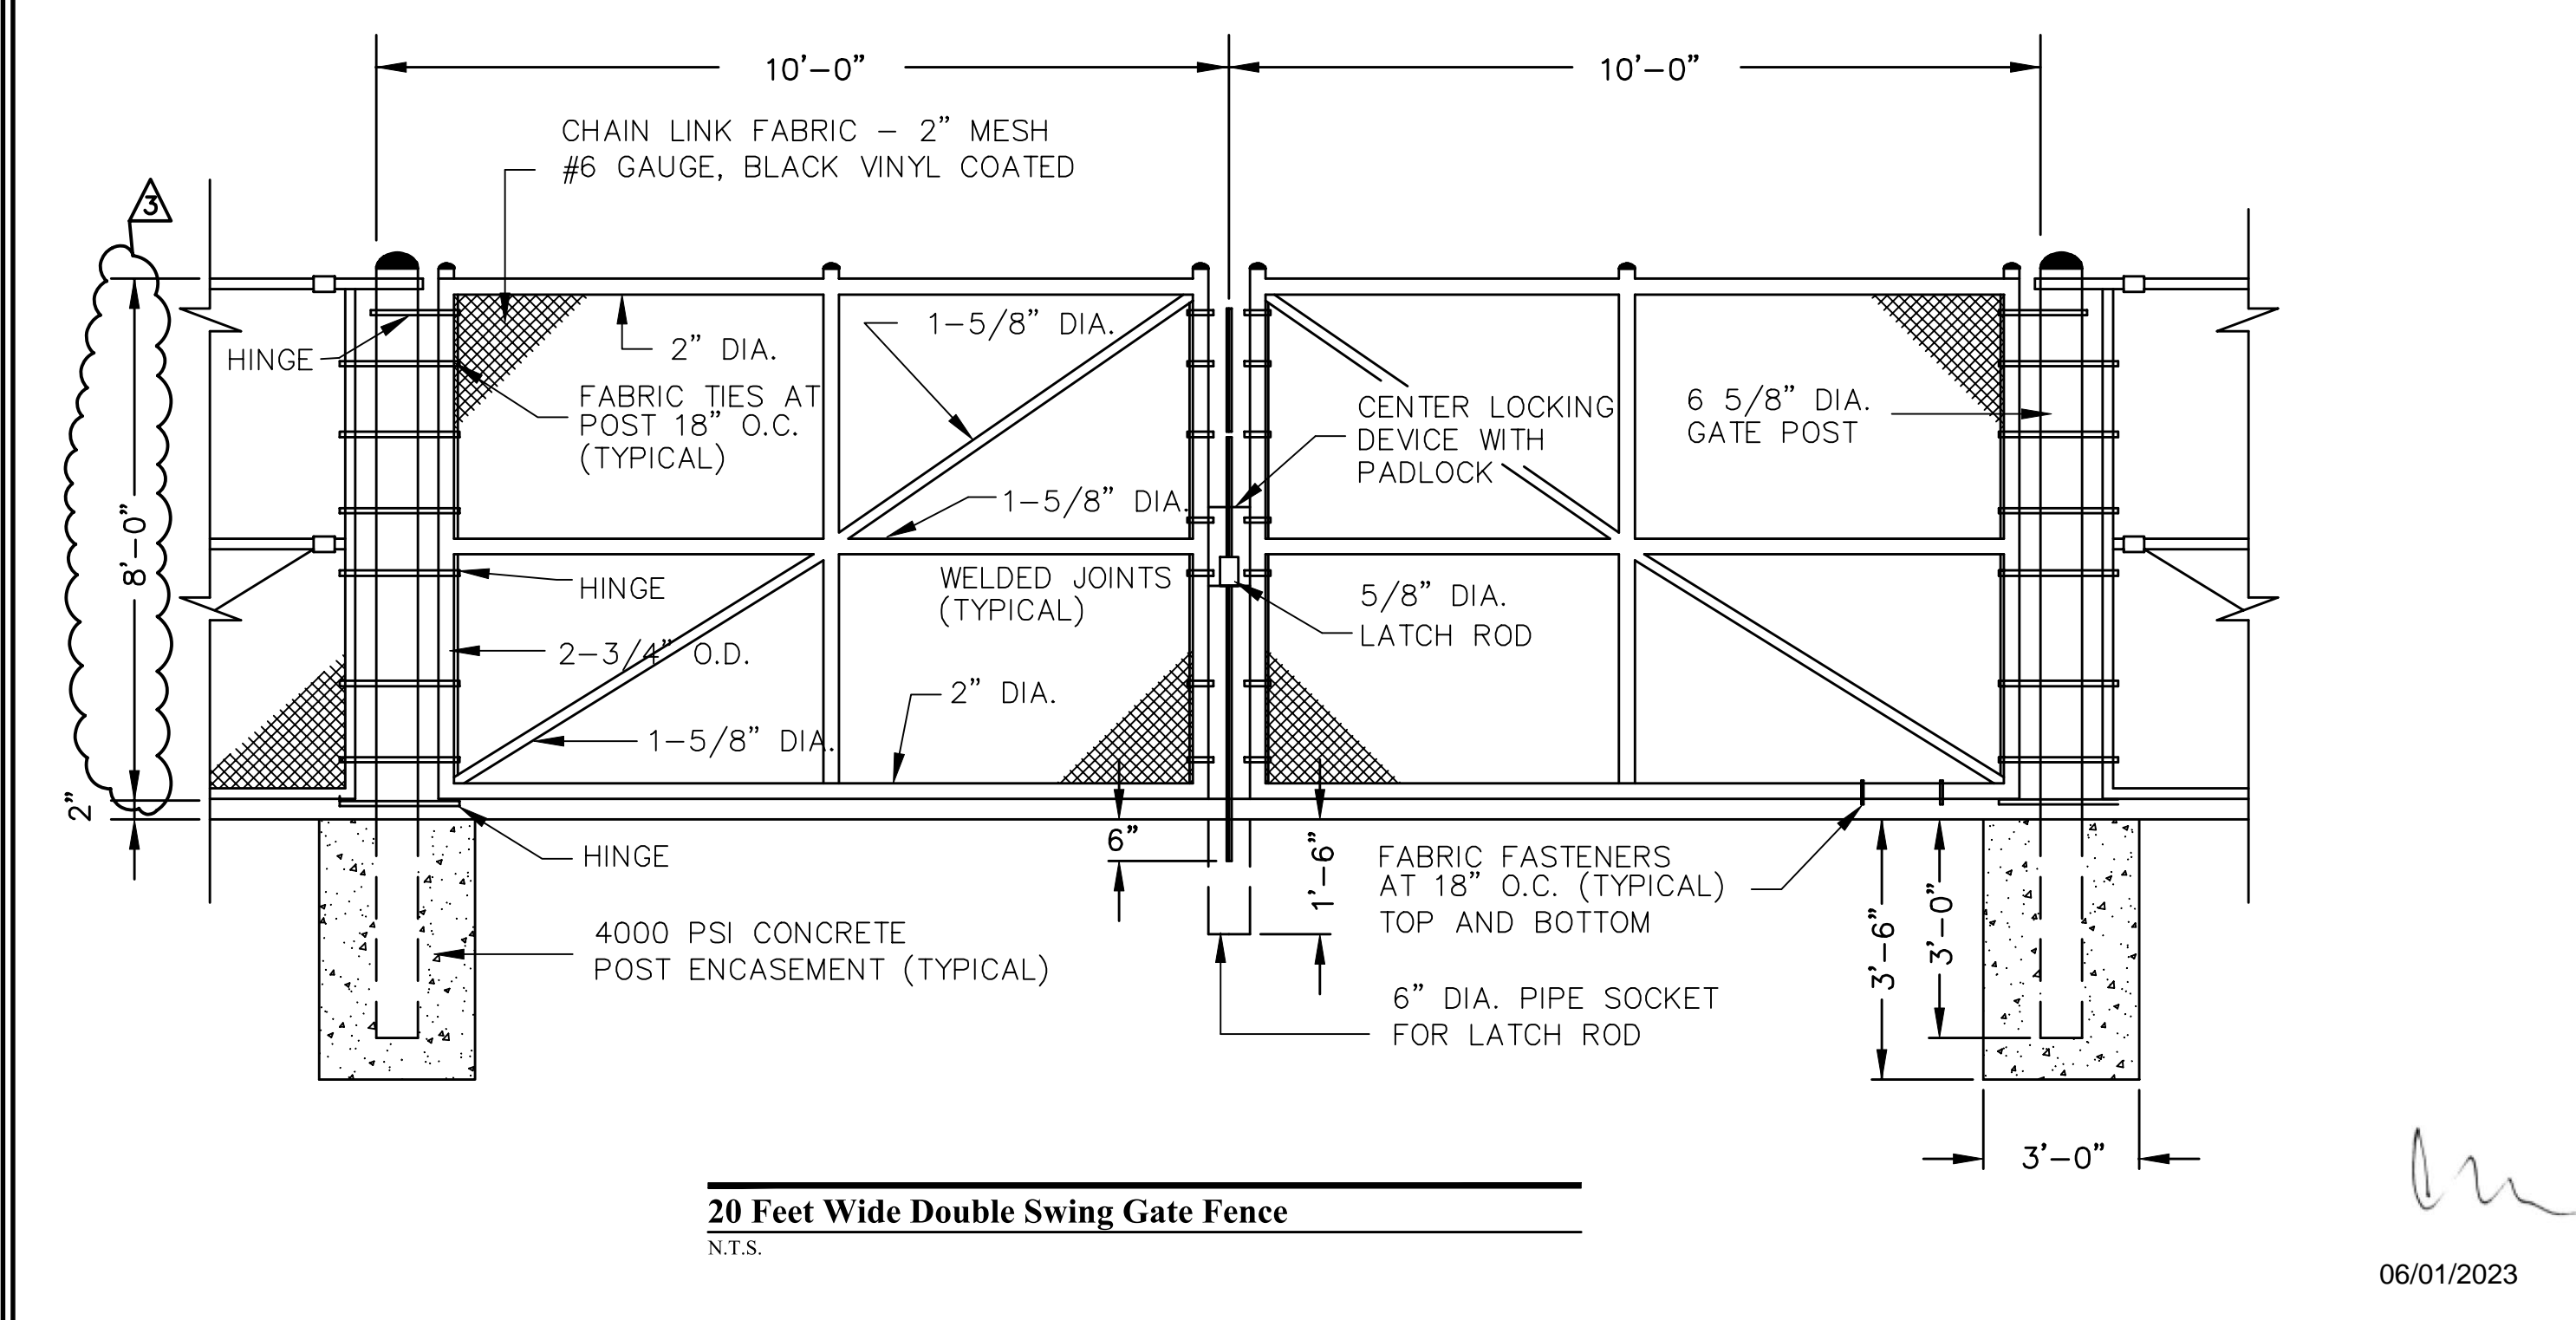 10'-0"
10'-0"
CHAIN LINK FABRIC - 2" MESH
#6 GAUGE, BLACK VINYL COATED
3
HINGE
2" DIA.
1-5/8" DIA.
FABRIC TIES AT
POST 18" O.C.
(TYPICAL)
CENTER LOCKING
DEVICE WITH
PADLOCK
6 5/8" DIA.
GATE POST
1-5/8" DIA.
8'-0"
HINGE
WELDED JOINTS
(TYPICAL)
5/8" DIA.
LATCH ROD
2-3/4" O.D.
2" DIA.
1-5/8" DIA.
2"
6"
1'-6"
HINGE
FABRIC FASTENERS
AT 18" O.C. (TYPICAL)
TOP AND BOTTOM
3'-6"
3'-0"
4000 PSI CONCRETE
POST ENCASEMENT (TYPICAL)
6" DIA. PIPE SOCKET
FOR LATCH ROD
3'-0"
20 Feet Wide Double Swing Gate Fence
N.T.S.
06/01/2023